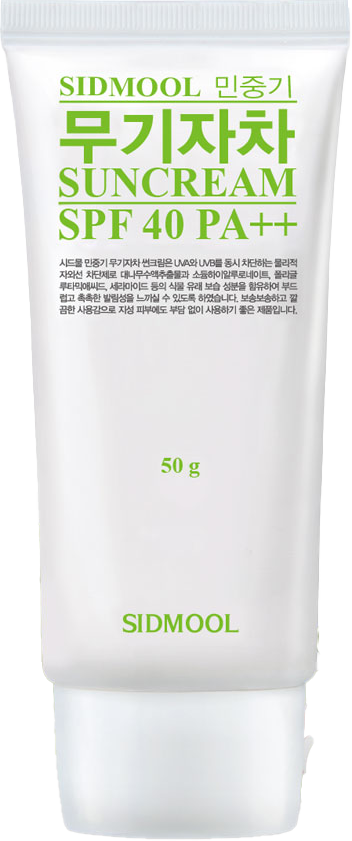 SIDMOOL 민중기
무기자차
SUNCREAM
SPF 40 PA++
시드물 민중기 무기자차 썬크림은 UVA와 UVB를 동시 차단하는 물리적
자외선 차단제로 대나무수액추출물과 소듐하이알루로네이트, 폴리글
루타믹애씨드, 세라마이드 등의 식물 유래 보습 성분을 함유하여 부드
럽고 촉촉한 발림성을 느끼실 수 있도록 하였습니다. 보송보송하고 깔
끔한 사용감으로 지성 피부에도 부담 없이 사용하기 좋은 제품입니다.
50 g
SIDMOOL